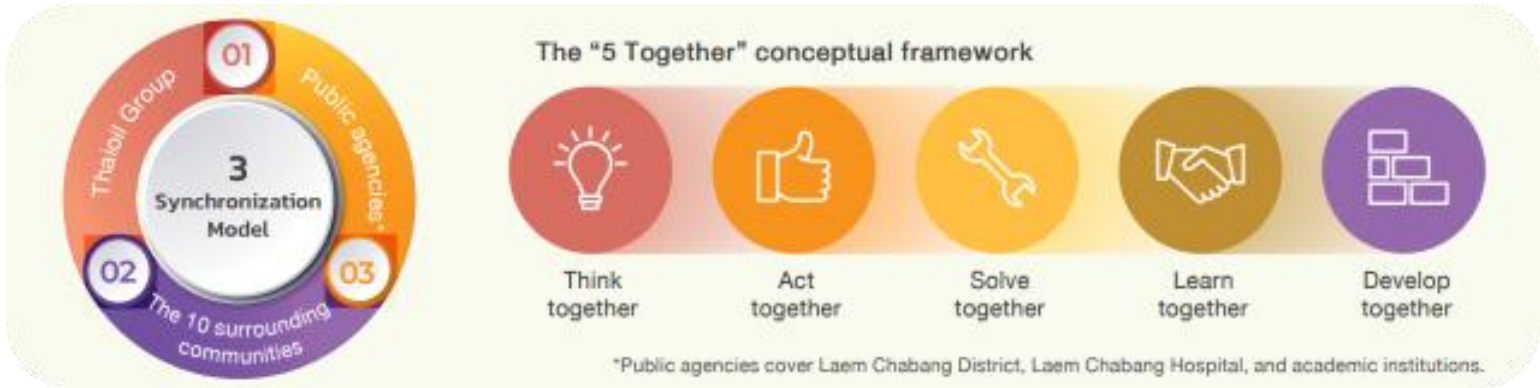 01
Thaioil Group
Public agencies*
3
Synchronization
Model
02
03
The 10 surrounding
communities
The “5 Together” conceptual framework
Think
together
Act
together
Solve
together
Learn
together
Develop
together
*Public agencies cover Laem Chabang District, Laem Chabang Hospital, and academic institutions.